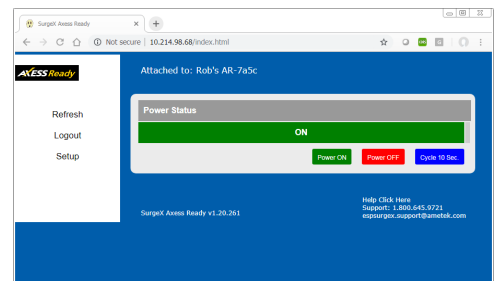 SurgeX Axess Ready
Not secure | 10.214.98.68/index.html
AXESS Ready
Attached to: Rob's AR-7a5c
Refresh
Logout
Setup
Power Status
ON
Power ON
Power OFF
Cycle 10 Sec.
SurgeX Axess Ready v1.20.261
Help Click Here
Support: 1.800.645.9721
espsurgex.support@ametek.com